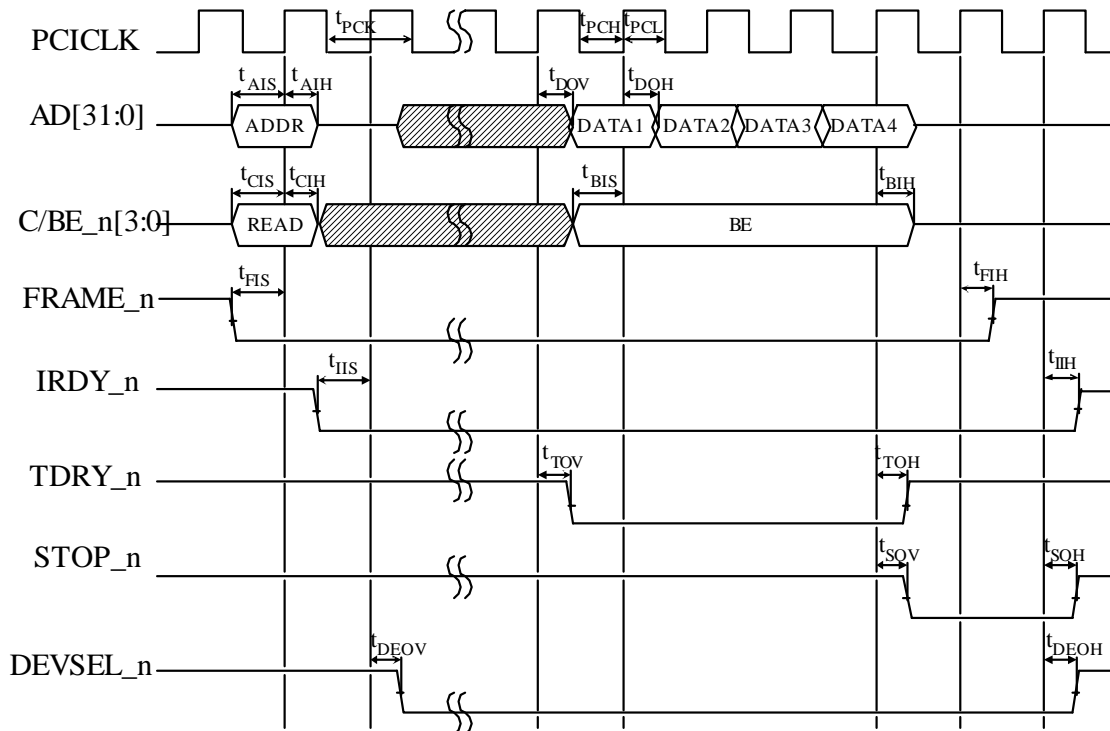 PCICLK
tPCK
tPCH
tPCL
tAIS
tAIH
tDOV
tDOH
AD[31:0]
ADDR
DATA1
DATA2
DATA3
DATA4
tCIS
tCIH
tBIS
tBIH
C/BE_n[3:0]
READ
BE
tFIS
tFIH
FRAME_n
tIIS
tIIH
IRDY_n
tTOV
tTOH
TDRY_n
tSOV
tSOH
STOP_n
tDEOV
tDEOH
DEVSEL_n